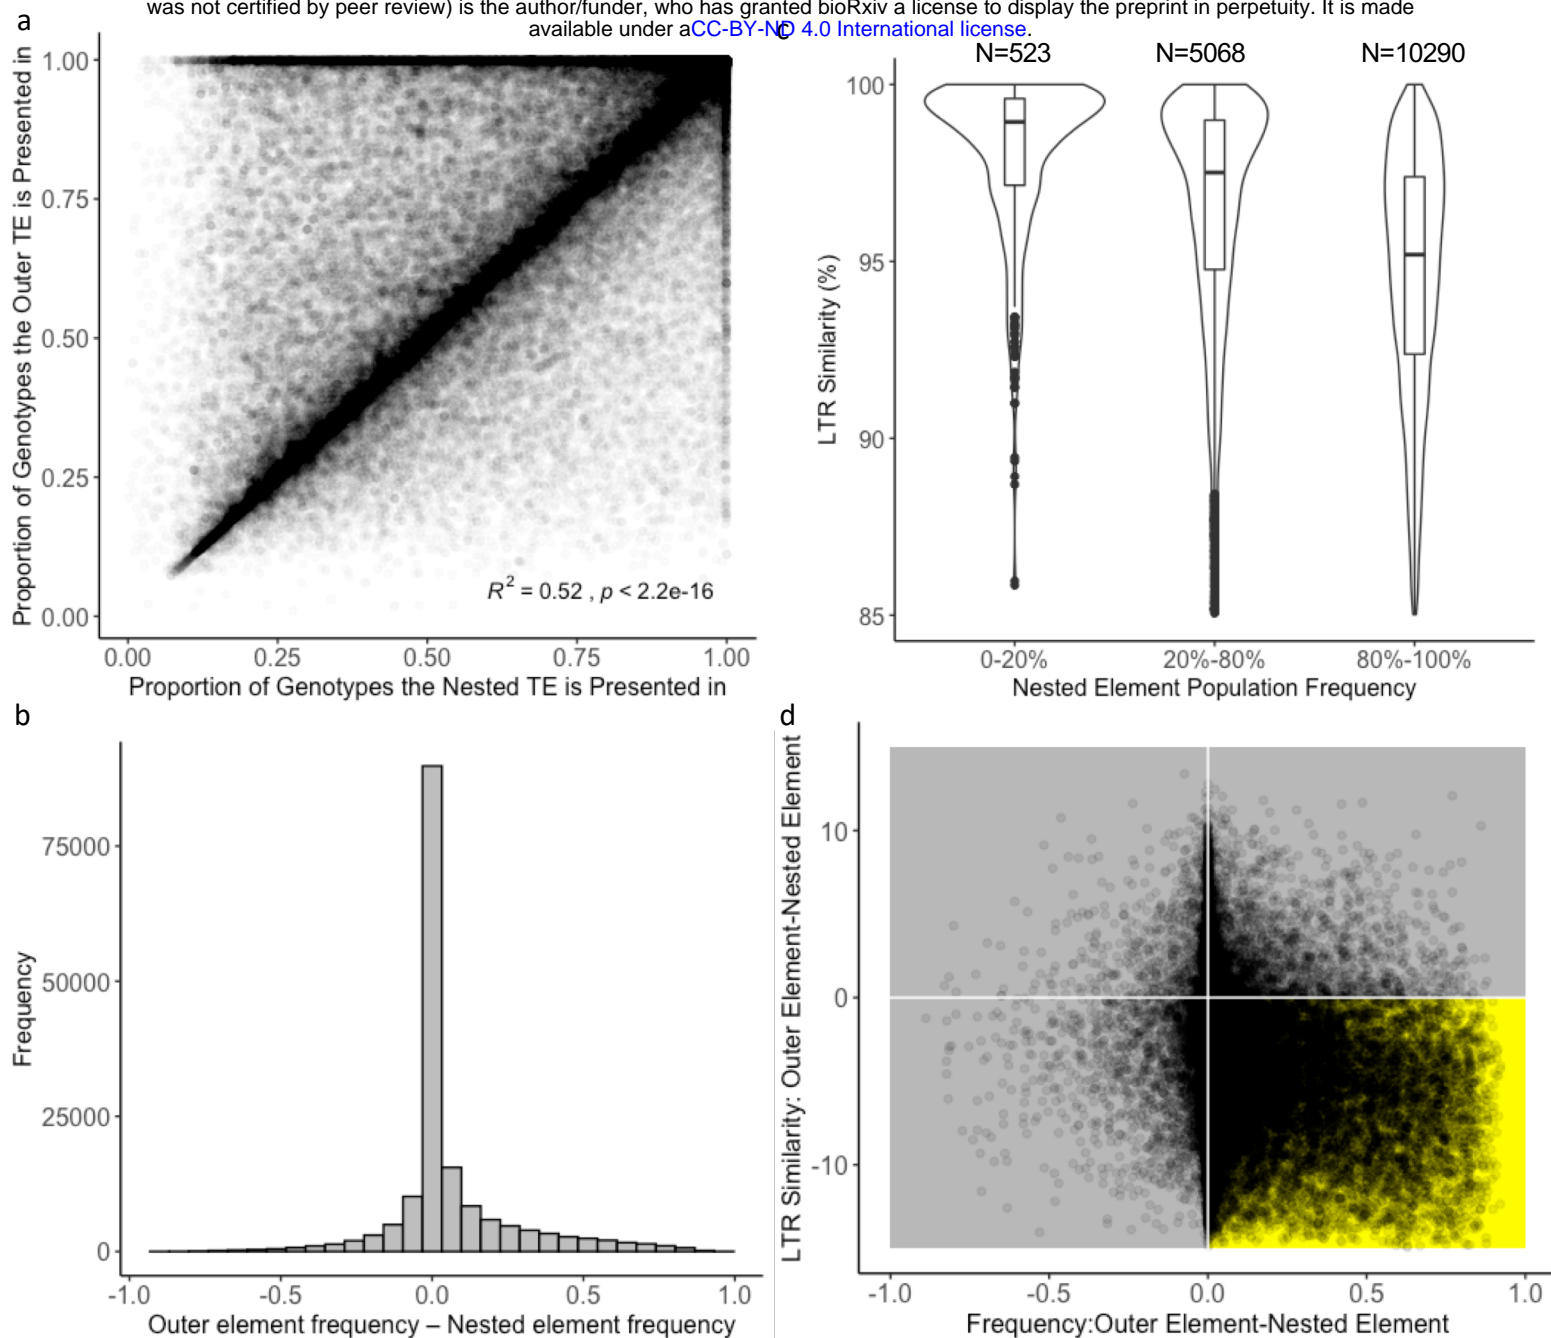 was not certified by peer review) is the author/funder, who has granted bioRxiv a license to display the preprint in perpetuity. It is made
available under aCC-BY-ND 4.0 International license.
a
Proportion of Genotypes the Outer TE is Presented in
1.00
0.75
0.50
0.25
0.00
R² = 0.52 , p < 2.2e-16
0.00 0.25 0.50 0.75 1.00
Proportion of Genotypes the Nested TE is Presented in
c
N=523 N=5068 N=10290
LTR Similarity (%)
100
95
90
85
0-20% 20%-80% 80%-100%
Nested Element Population Frequency
b
Frequency
75000
50000
25000
0
-1.0 -0.5 0.0 0.5 1.0
Outer element frequency – Nested element frequency
d
LTR Similarity: Outer Element-Nested Element
10
0
-10
-1.0 -0.5 0.0 0.5 1.0
Frequency:Outer Element-Nested Element